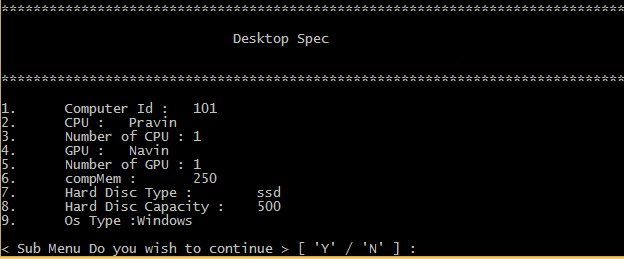 ******************************************************************************
Desktop Spec
******************************************************************************
1. Computer Id : 101
2. CPU : Pravin
3. Number of CPU : 1
4. GPU : Navin
5. Number of GPU : 1
6. compMem : 250
7. Hard Disc Type : ssd
8. Hard Disc Capacity : 500
9. Os Type :Windows
< Sub Menu Do you wish to continue > [ 'Y' / 'N' ] :